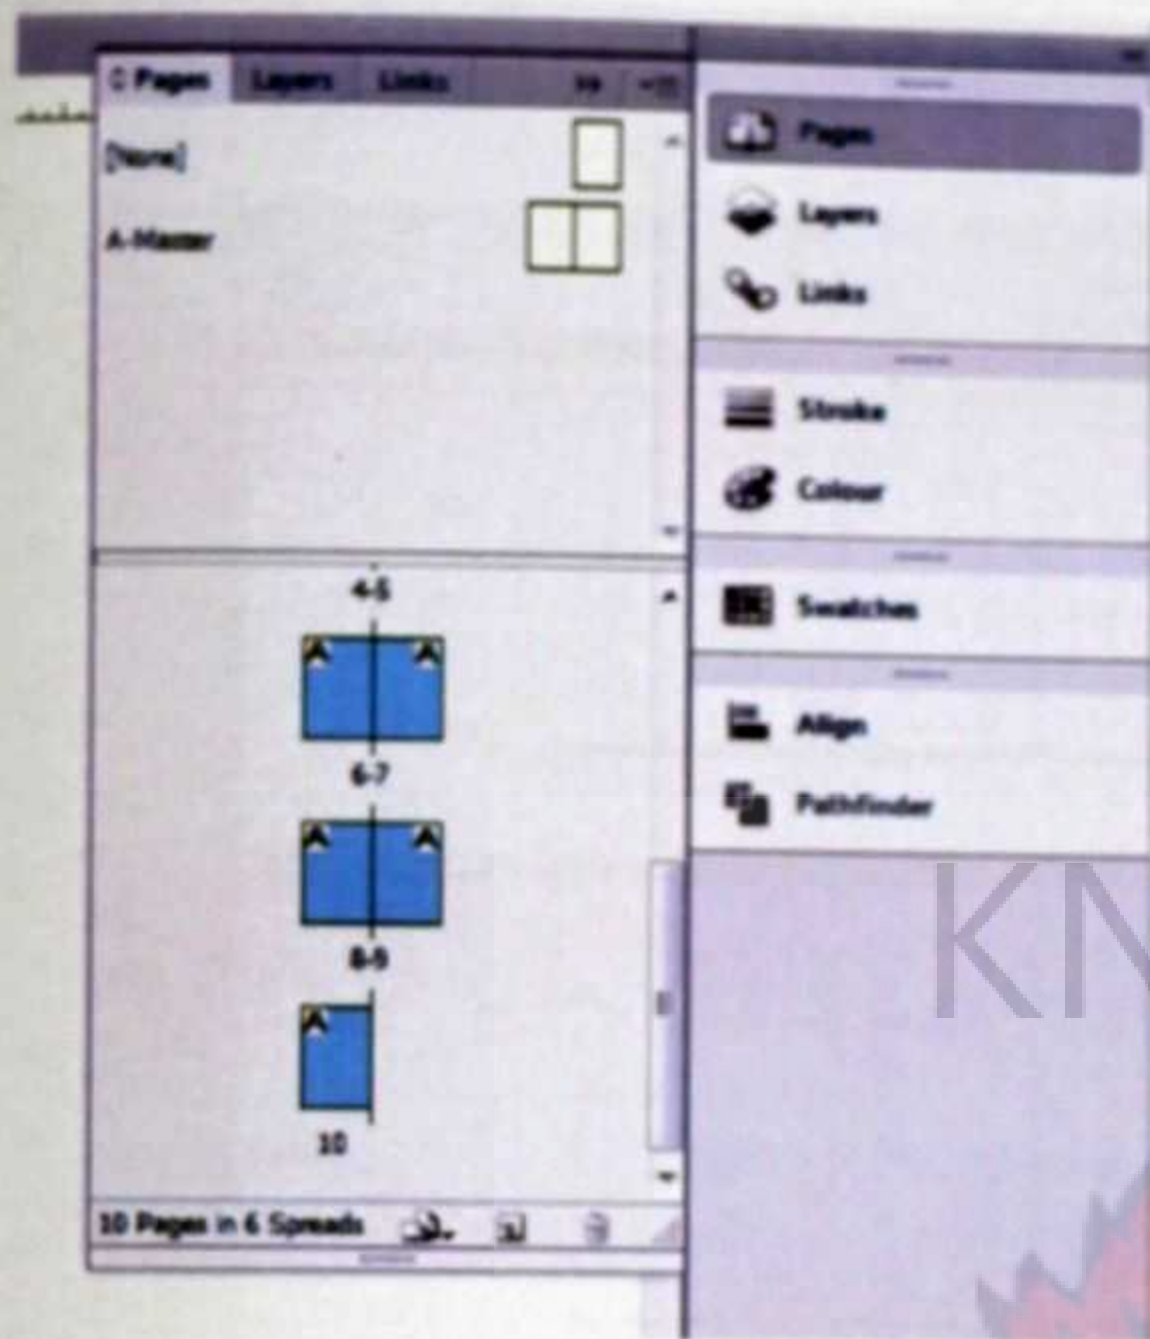 Pages Layers Links
[None]
A-Master
4-5
6-7
8-9
10
10 Pages in 6 Spreads
Pages
Layers
Links
Stroke
Colour
Swatches
Align
Pathfinder
KN